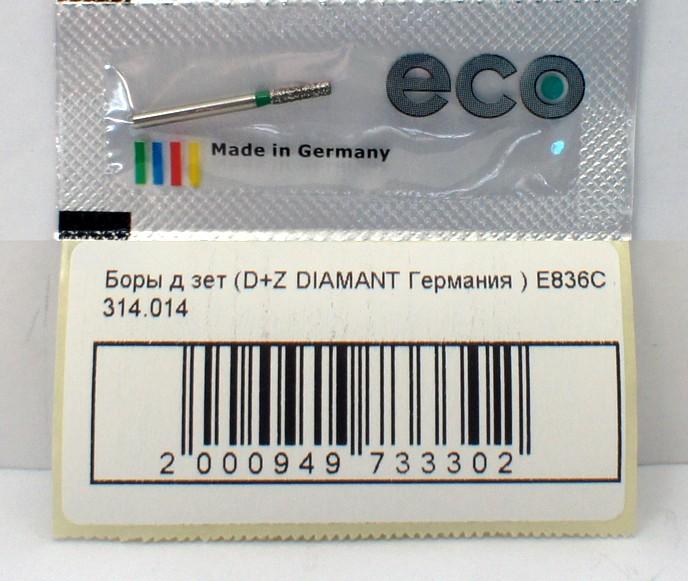 eco
Made in Germany
Боры д зет (D+Z DIAMANT Германия ) E836C
314.014
2 000949 733302